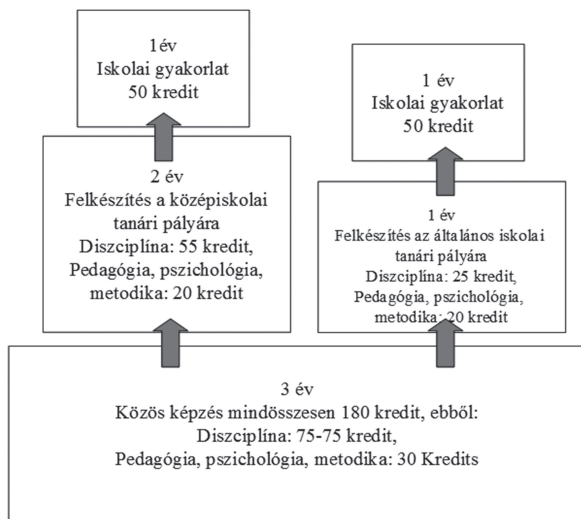 1év
Iskolai gyakorlat
50 kredit
1 év
Iskolai gyakorlat
50 kredit
2 év
Felkészítés a középiskolai
tanári pályára
Diszciplína: 55 kredit,
Pedagógia, pszichológia,
metodika: 20 kredit
1 év
Felkészítés az általános iskolai
tanári pályára
Diszciplína: 25 kredit,
Pedagógia, pszichológia,
metodika: 20 kredit
3 év
Közös képzés mindösszesen 180 kredit, ebből:
Diszciplína: 75-75 kredit,
Pedagógia, pszichológia, metodika: 30 Kredits